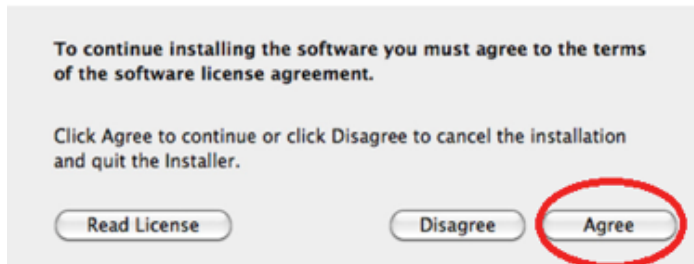 To continue installing the software you must agree to the terms
of the software license agreement.
Click Agree to continue or click Disagree to cancel the installation
and quit the Installer.
Read License Disagree Agree